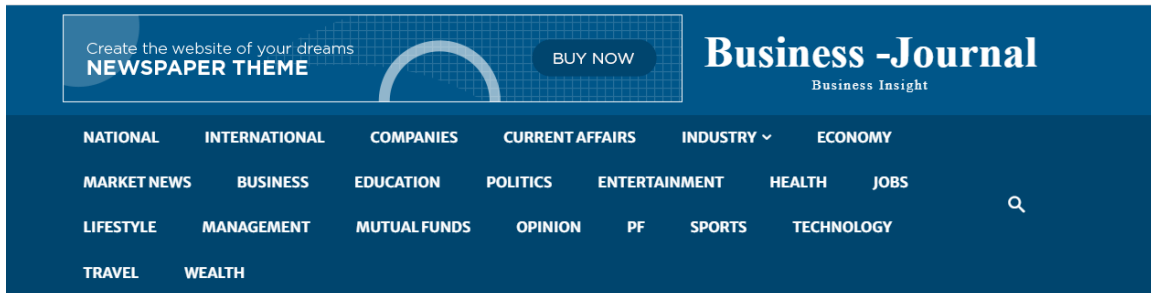 Create the website of your dreams
NEWSPAPER THEME
BUY NOW
Business -Journal
Business Insight
NATIONAL INTERNATIONAL COMPANIES CURRENT AFFAIRS INDUSTRY ECONOMY
MARKET NEWS BUSINESS EDUCATION POLITICS ENTERTAINMENT HEALTH JOBS
LIFESTYLE MANAGEMENT MUTUAL FUNDS OPINION PF SPORTS TECHNOLOGY
TRAVEL WEALTH